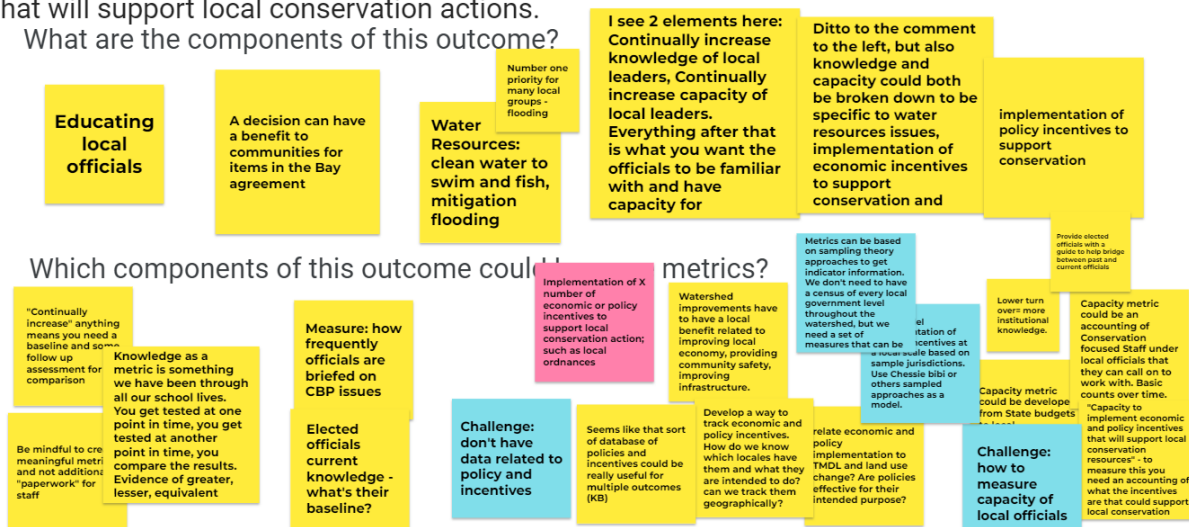 hat will support local conservation actions.
What are the components of this outcome?
Educating
local
officials
A decision can have
a benefit to
communities for
items in the Bay
agreement
Number one
priority for
many local
groups -
flooding
Water
Resources:
clean water to
swim and fish,
mitigation
flooding
I see 2 elements here:
Continually increase
knowledge of local
leaders, Continually
increase capacity of
local leaders.
Everything after that
is what you want the
officials to be familiar
with and have
capacity for
Ditto to the comment
to the left, but also
knowledge and
capacity could both
be broken down to be
specific to water
resources issues,
implementation of
economic incentives
to support
conservation and
implementation of
policy incentives to
support
conservation
Provide elected
officials with a
guide to help bridge
between past and
current officials
Which components of this outcome could metrics?
"Continually
increase" anything
means you need a
baseline and some
follow up
assessment for
comparison
Knowledge as a
metric is something
we have been through
all our school lives.
You get tested at one
point in time, you get
tested at another
point in time, you
compare the results.
Evidence of greater,
lesser, equivalent
Be mindful to cre
meaningful metri
and not additiona
"paperwork" for
staff
Measure: how
frequently
officials are
briefed on
CBP issues
Elected
officials
current
knowledge -
what's their
baseline?
Implementation of X
number of
economic or policy
incentives to
support local
conservation action;
such as local
ordnances
Challenge:
don't have
data related to
policy and
incentives
Seems like that sort
of database of
policies and
incentives could be
really useful for
multiple outcomes
(KB)
Watershed
improvements have
to have a local
benefit related to
improving local
economy, providing
community safety,
improving
infrastructure.
Develop a way to
track economic and
policy incentives.
How do we know
which locales have
them and what they
are intended to do?
can we track them
geographically?
Metrics can be based
on sampling theory
approaches to get
indicator information.
We don't need to have
a census of every local
government level
throughout the
watershed, but we
need a set of
measures that can be
el
ntation of
ncentives at
a local scale based on
sample jurisdictions.
Use Chessie bibi or
others sampled
approaches as a
model.
relate economic and
policy
implementation to
TMDL and land use
change? Are policies
effective for their
intended purpose?
Lower turn
over= more
institutional
knowledge.
Capacity metric
could be develope
from State budgets
Challenge:
how to
measure
capacity of
local officials
Capacity metric
could be an
accounting of
Conservation
focused Staff under
local officials that
they can call on to
work with. Basic
counts over time.
"Capacity to
implement economic
and policy incentives
that will support local
conservation
resources" - to
measure this you
need an accounting of
what the incentives
are that could support
local conservation